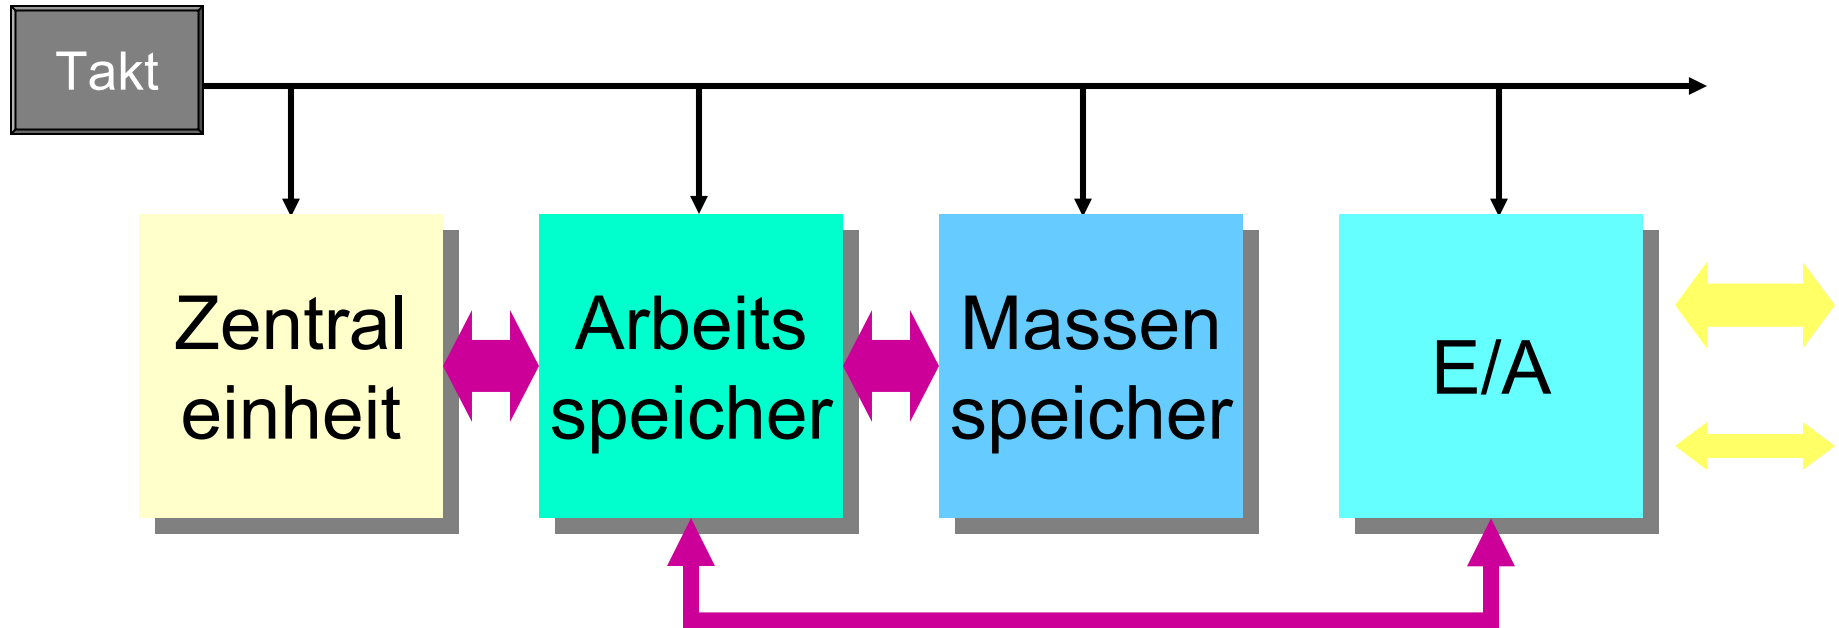 Takt
Zentral
einheit
Arbeits
speicher
Massen
speicher
E/A